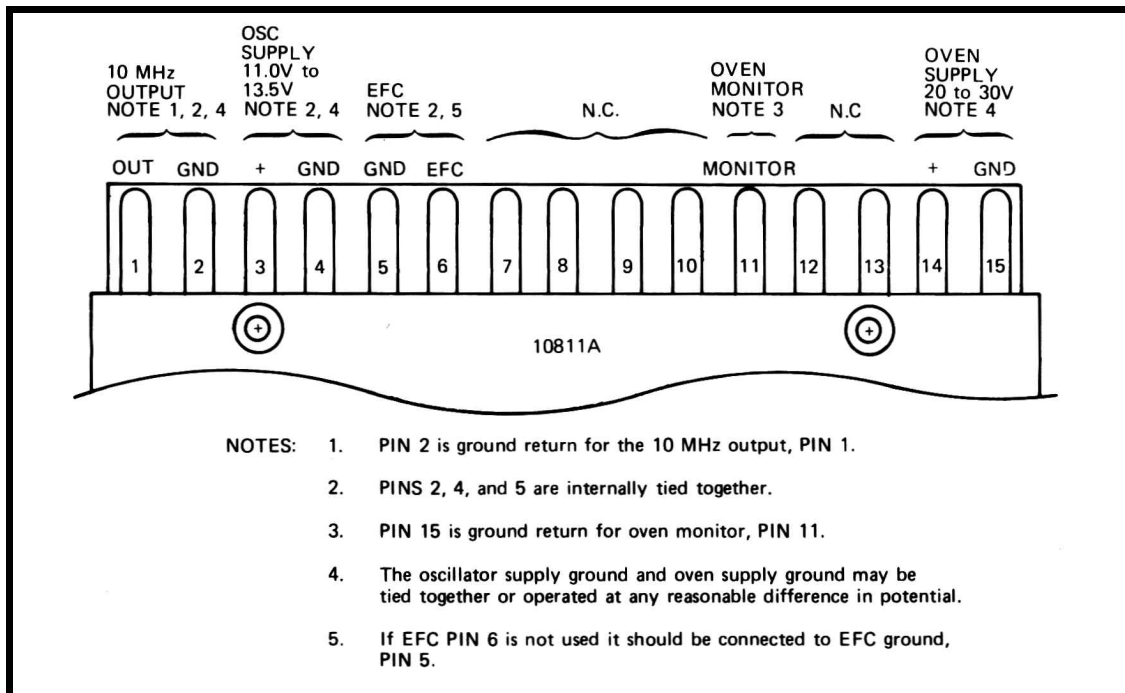 10 MHz
OUTPUT
NOTE 1, 2, 4
OSC
SUPPLY
11.0V to
13.5V
NOTE 2, 4
EFC
NOTE 2, 5
N.C.
OVEN
MONITOR
NOTE 3
N.C
OVEN
SUPPLY
20 to 30V
NOTE 4
OUT GND + GND GND EFC MONITOR + GND
1 2 3 4 5 6 7 8 9 10 11 12 13 14 15
10811A
NOTES: 1. PIN 2 is ground return for the 10 MHz output, PIN 1.
2. PINS 2, 4, and 5 are internally tied together.
3. PIN 15 is ground return for oven monitor, PIN 11.
4. The oscillator supply ground and oven supply ground may be
tied together or operated at any reasonable difference in potential.
5. If EFC PIN 6 is not used it should be connected to EFC ground,
PIN 5.